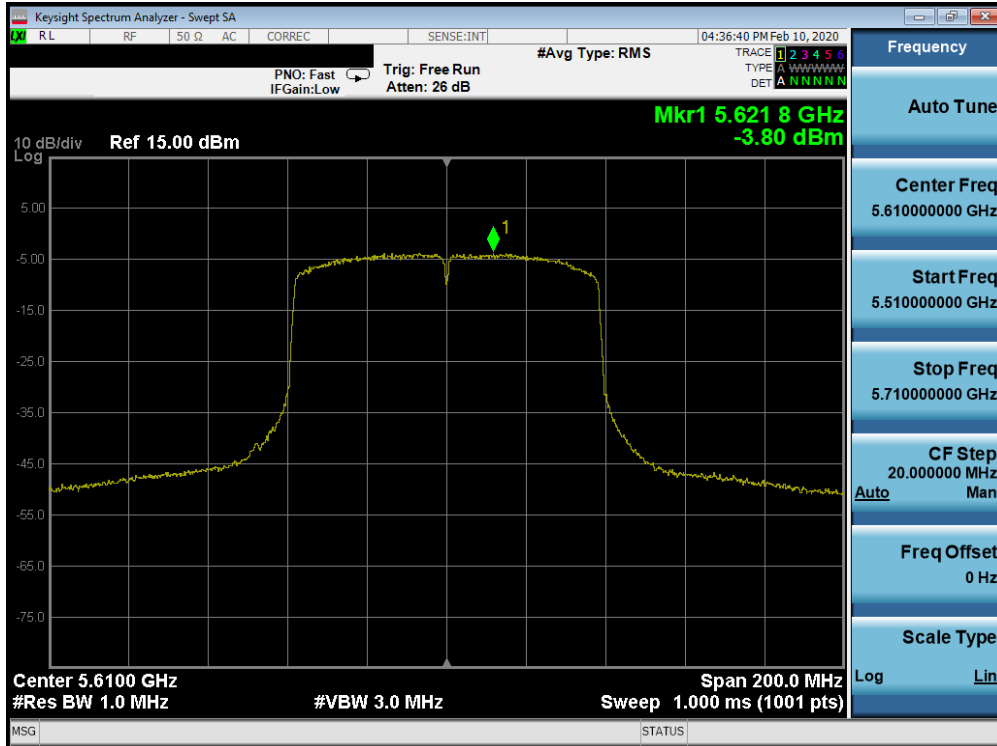 Keysight Spectrum Analyzer - Swept SA
LXI RL RF 50 Ω AC CORREC SENSE:INT 04:36:40 PM Feb 10, 2020
#Avg Type: RMS TRACE 1 2 3 4 5 6
PNO: Fast Trig: Free Run TYPE A WWWWW
IFGain:Low Atten: 26 dB DET A N N N N N
Mkr1 5.621 8 GHz
10 dB/div Ref 15.00 dBm -3.80 dBm
Log
1
5.00
-5.00
-15.0
-25.0
-35.0
-45.0
-55.0
-65.0
-75.0
Center 5.6100 GHz Span 200.0 MHz
#Res BW 1.0 MHz #VBW 3.0 MHz Sweep 1.000 ms (1001 pts)
MSG STATUS
Frequency
Auto Tune
Center Freq
5.610000000 GHz
Start Freq
5.510000000 GHz
Stop Freq
5.710000000 GHz
CF Step
20.000000 MHz
Auto Man
Freq Offset
0 Hz
Scale Type
Log Lin